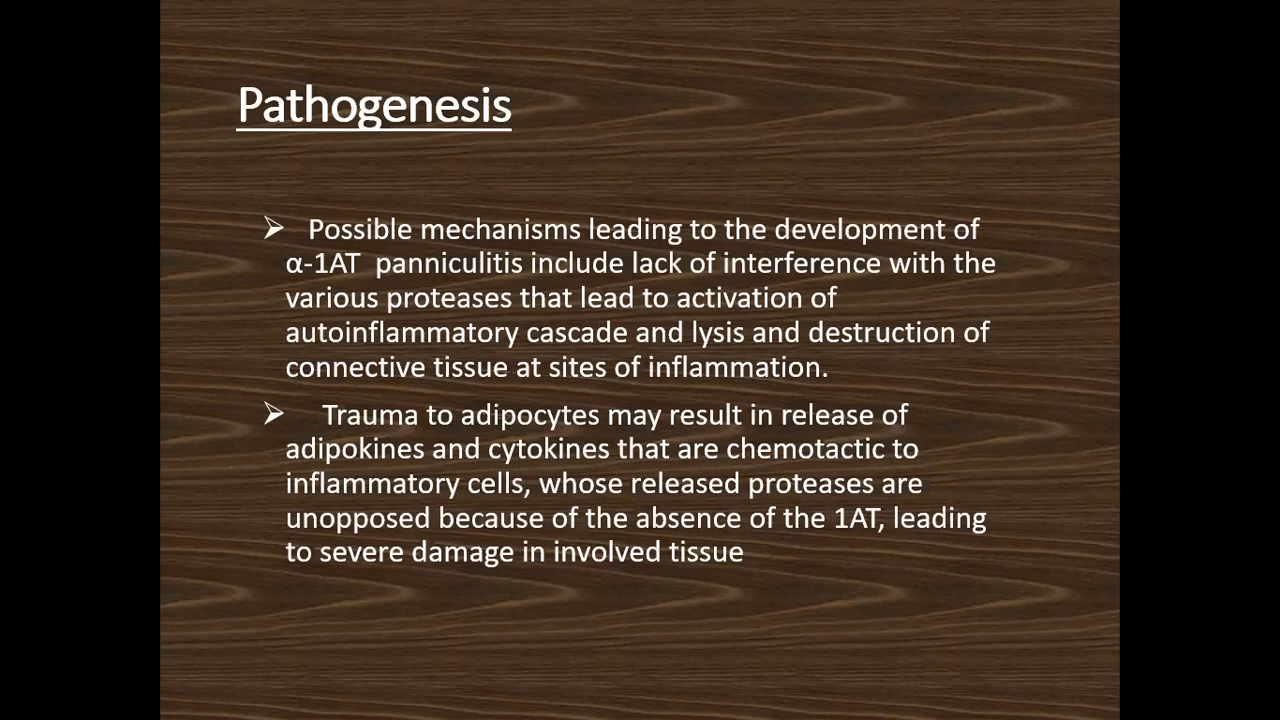 Pathogenesis
➢ Possible mechanisms leading to the development of
α-1AT panniculitis include lack of interference with the
various proteases that lead to activation of
autoinflammatory cascade and lysis and destruction of
connective tissue at sites of inflammation.
➢ Trauma to adipocytes may result in release of
adipokines and cytokines that are chemotactic to
inflammatory cells, whose released proteases are
unopposed because of the absence of the 1AT, leading
to severe damage in involved tissue